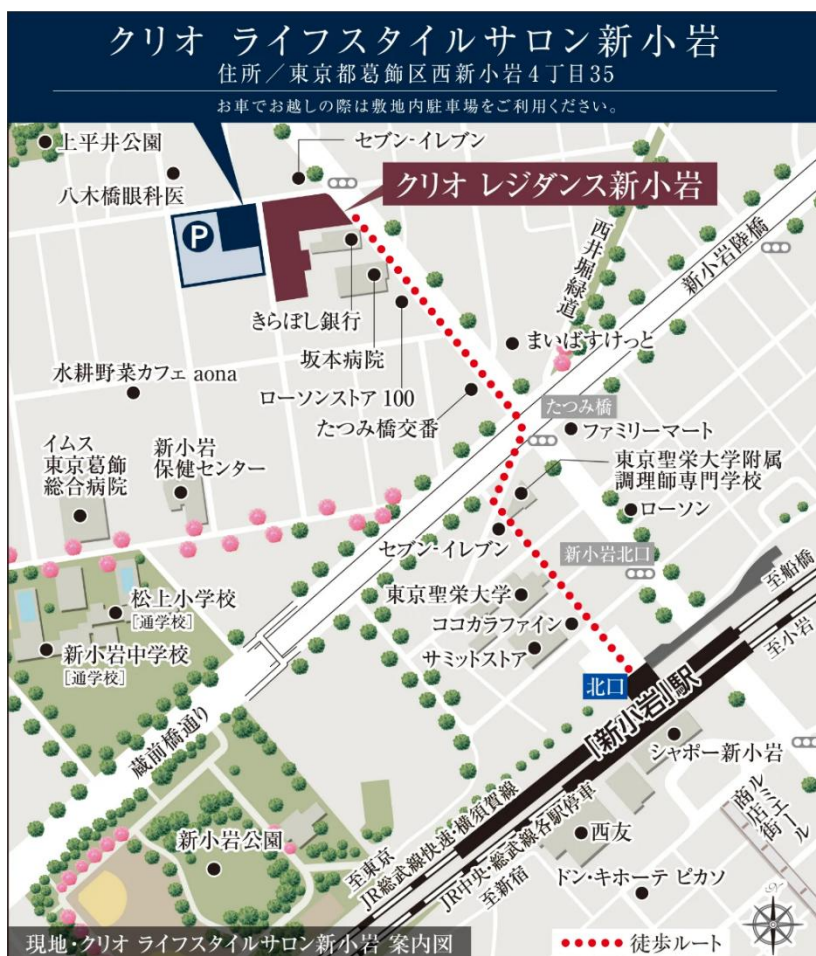 クリオ ライフスタイルサロン新小岩
住所／東京都葛飾区西新小岩4丁目35
お車でお越しの際は敷地内駐車場をご利用ください。
上平井公園
セブン-イレブン
八木橋眼科医
クリオ レジダンス新小岩
P
西井堀緑道
新小岩陸橋
きらぼし銀行
坂本病院
まいばすけっと
水耕野菜カフェ aona
ローソンストア 100
たつみ橋交番
たつみ橋
ファミリーマート
イムス
東京葛飾
総合病院
新小岩
保健センター
東京聖栄大学附属
調理師専門学校
ローソン
セブン-イレブン
新小岩北口
東京聖栄大学
至船橋
松上小学校
[通学校]
ココカラファイン
至小岩
新小岩中学校
[通学校]
サミットストア
北口
「新小岩」駅
蔵前橋通り
シャポー新小岩
ルミエール
商店街
新小岩公園
至東京
JR総武線快速・横須賀線
JR中央・総武線各駅停車
至新宿
西友
ドン・キホーテ ピカソ
現地・クリオ ライフスタイルサロン新小岩 案内図
徒歩ルート